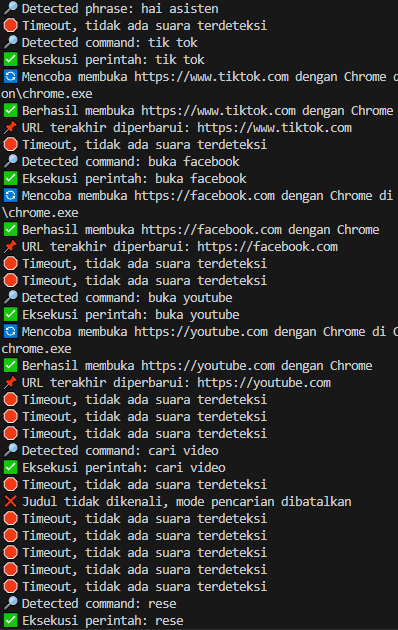 🔎 Detected phrase: hai asisten
🛑 Timeout, tidak ada suara terdeteksi
🔎 Detected command: tik tok
✅ Eksekusi perintah: tik tok
🔄 Mencoba membuka https://www.tiktok.com dengan Chrome d
on\chrome.exe
✅ Berhasil membuka https://www.tiktok.com dengan Chrome
📌 URL terakhir diperbarui: https://www.tiktok.com
🛑 Timeout, tidak ada suara terdeteksi
🔎 Detected command: buka facebook
✅ Eksekusi perintah: buka facebook
🔄 Mencoba membuka https://facebook.com dengan Chrome di
\chrome.exe
✅ Berhasil membuka https://facebook.com dengan Chrome
📌 URL terakhir diperbarui: https://facebook.com
🛑 Timeout, tidak ada suara terdeteksi
🛑 Timeout, tidak ada suara terdeteksi
🔎 Detected command: buka youtube
✅ Eksekusi perintah: buka youtube
🔄 Mencoba membuka https://youtube.com dengan Chrome di C
chrome.exe
✅ Berhasil membuka https://youtube.com dengan Chrome
📌 URL terakhir diperbarui: https://youtube.com
🛑 Timeout, tidak ada suara terdeteksi
🛑 Timeout, tidak ada suara terdeteksi
🛑 Timeout, tidak ada suara terdeteksi
🔎 Detected command: cari video
✅ Eksekusi perintah: cari video
🛑 Timeout, tidak ada suara terdeteksi
❌ Judul tidak dikenali, mode pencarian dibatalkan
🛑 Timeout, tidak ada suara terdeteksi
🛑 Timeout, tidak ada suara terdeteksi
🛑 Timeout, tidak ada suara terdeteksi
🛑 Timeout, tidak ada suara terdeteksi
🛑 Timeout, tidak ada suara terdeteksi
🔎 Detected command: rese
✅ Eksekusi perintah: rese